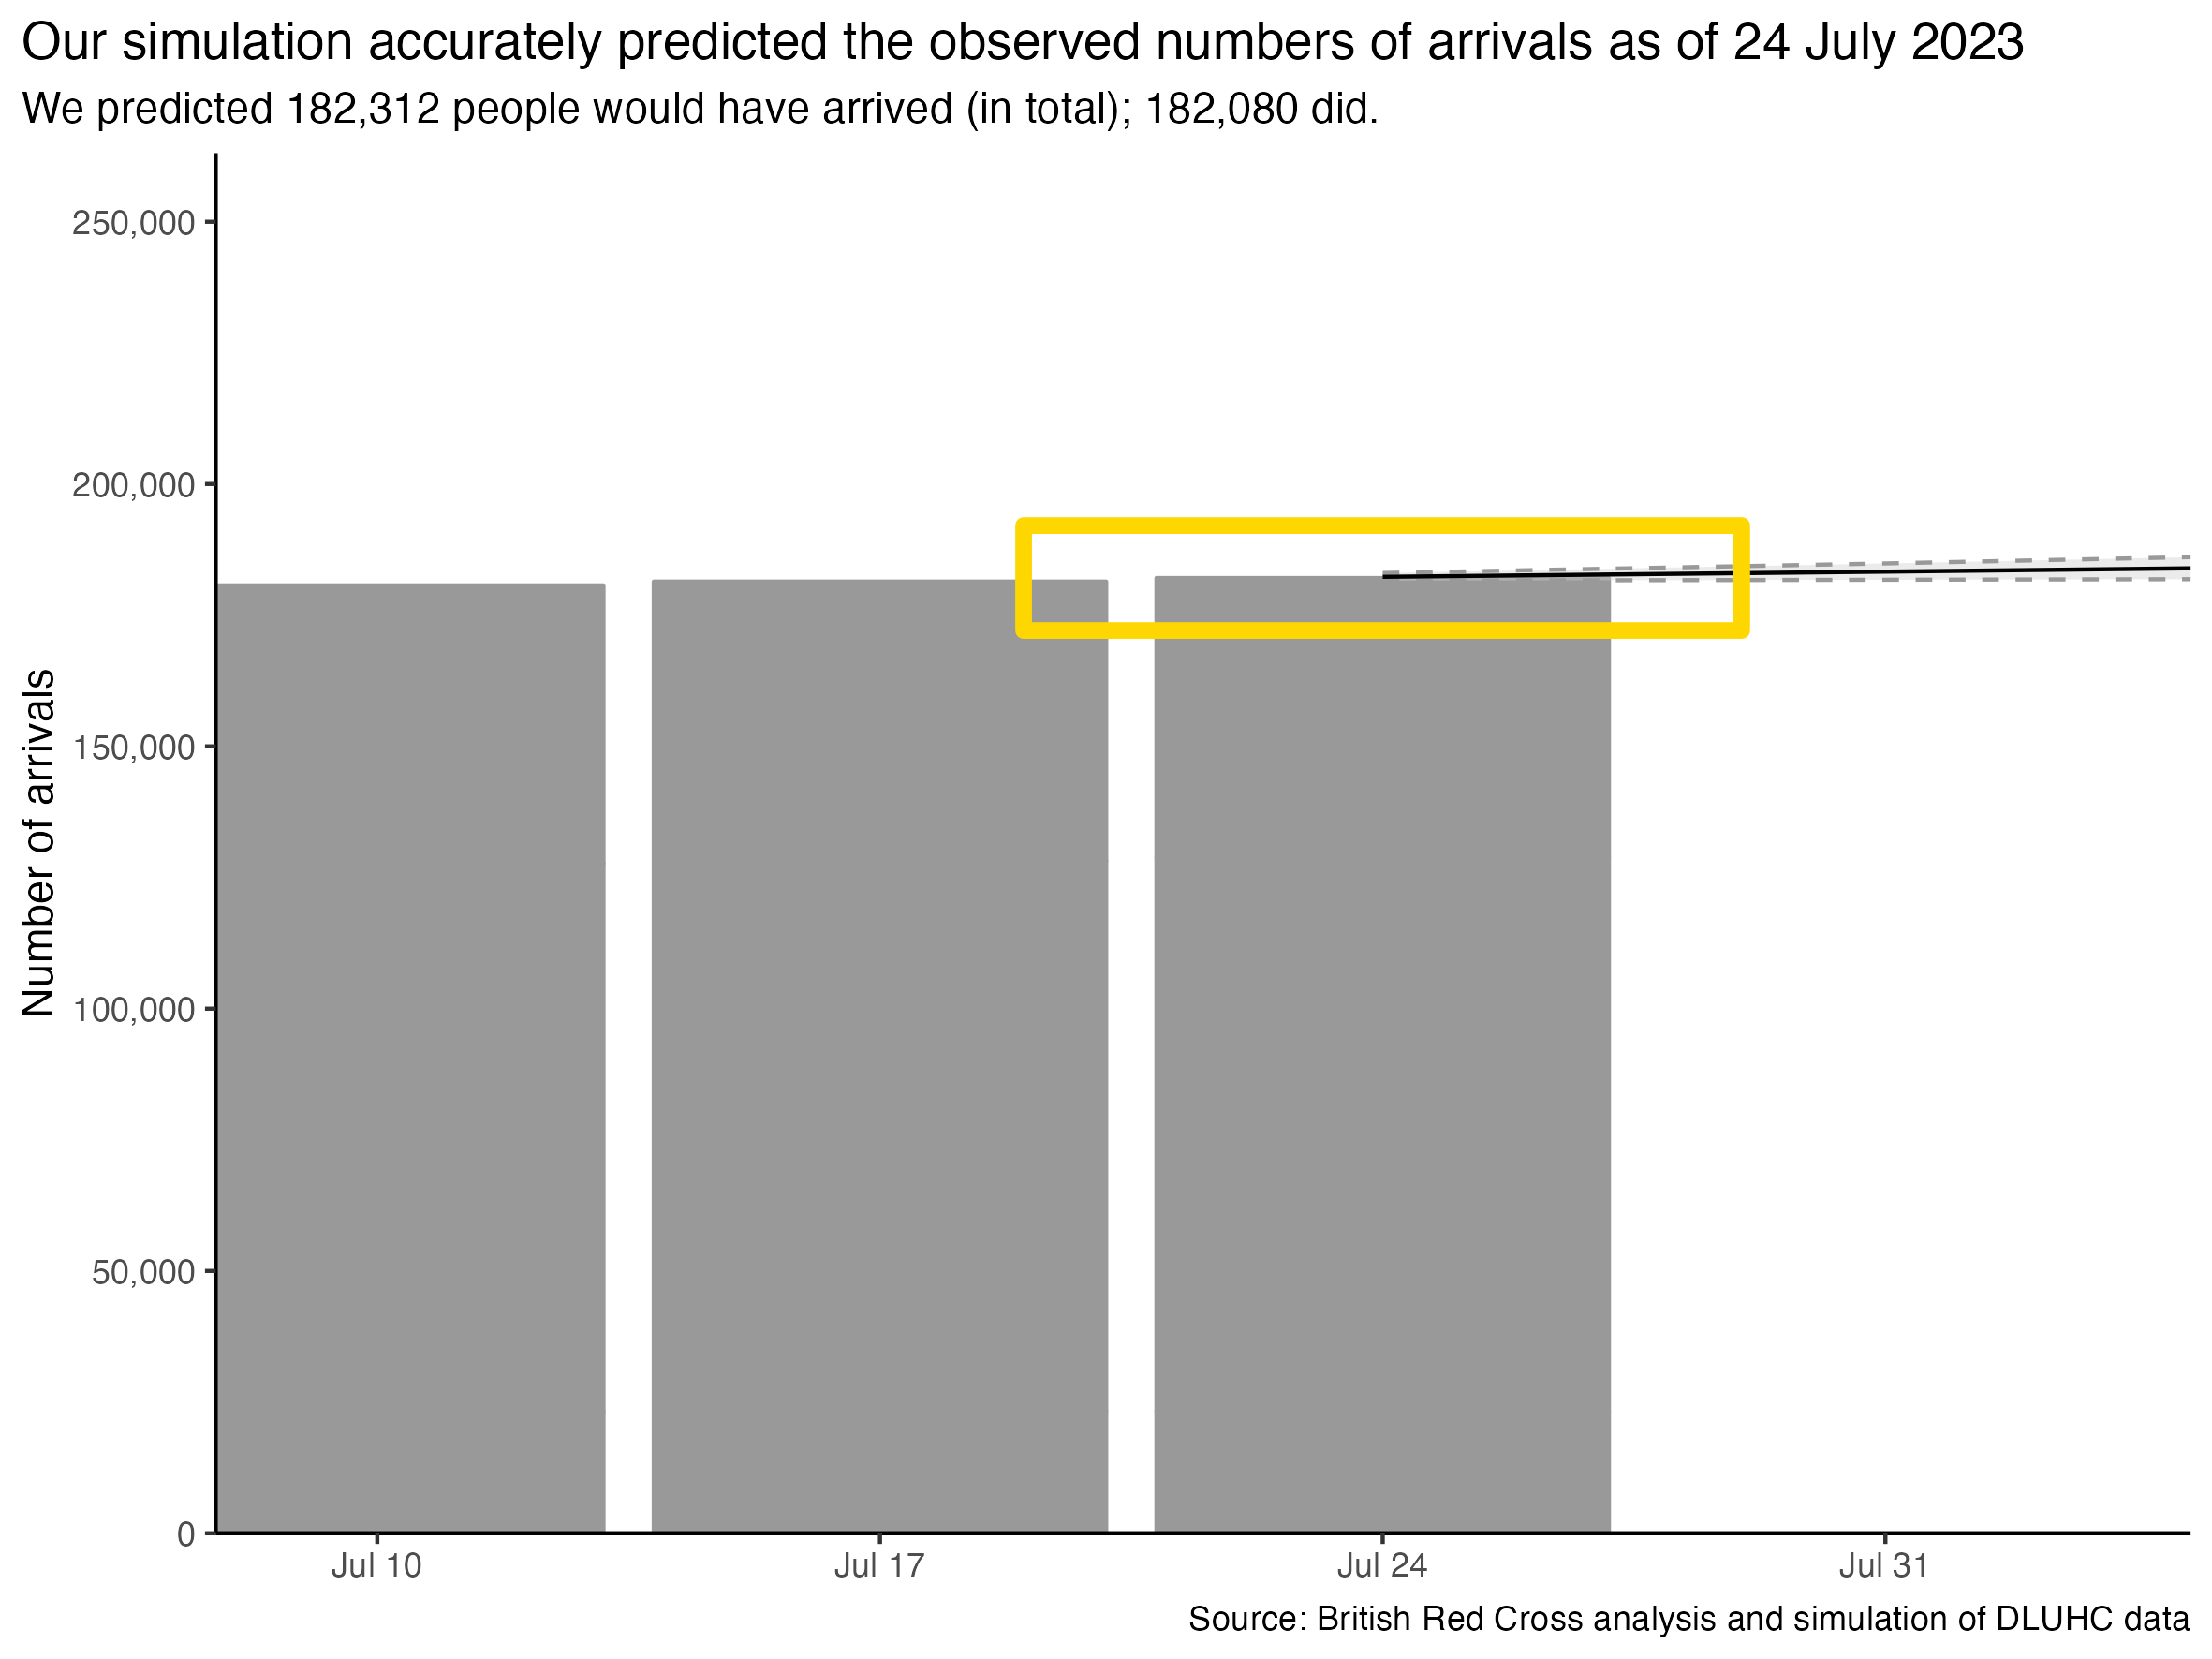 Our simulation accurately predicted the observed numbers of arrivals as of 24 July 2023
We predicted 182,312 people would have arrived (in total); 182,080 did.
Number of arrivals
250,000
200,000
150,000
100,000
50,000
0
Jul 10
Jul 17
Jul 24
Jul 31
Source: British Red Cross analysis and simulation of DLUHC data